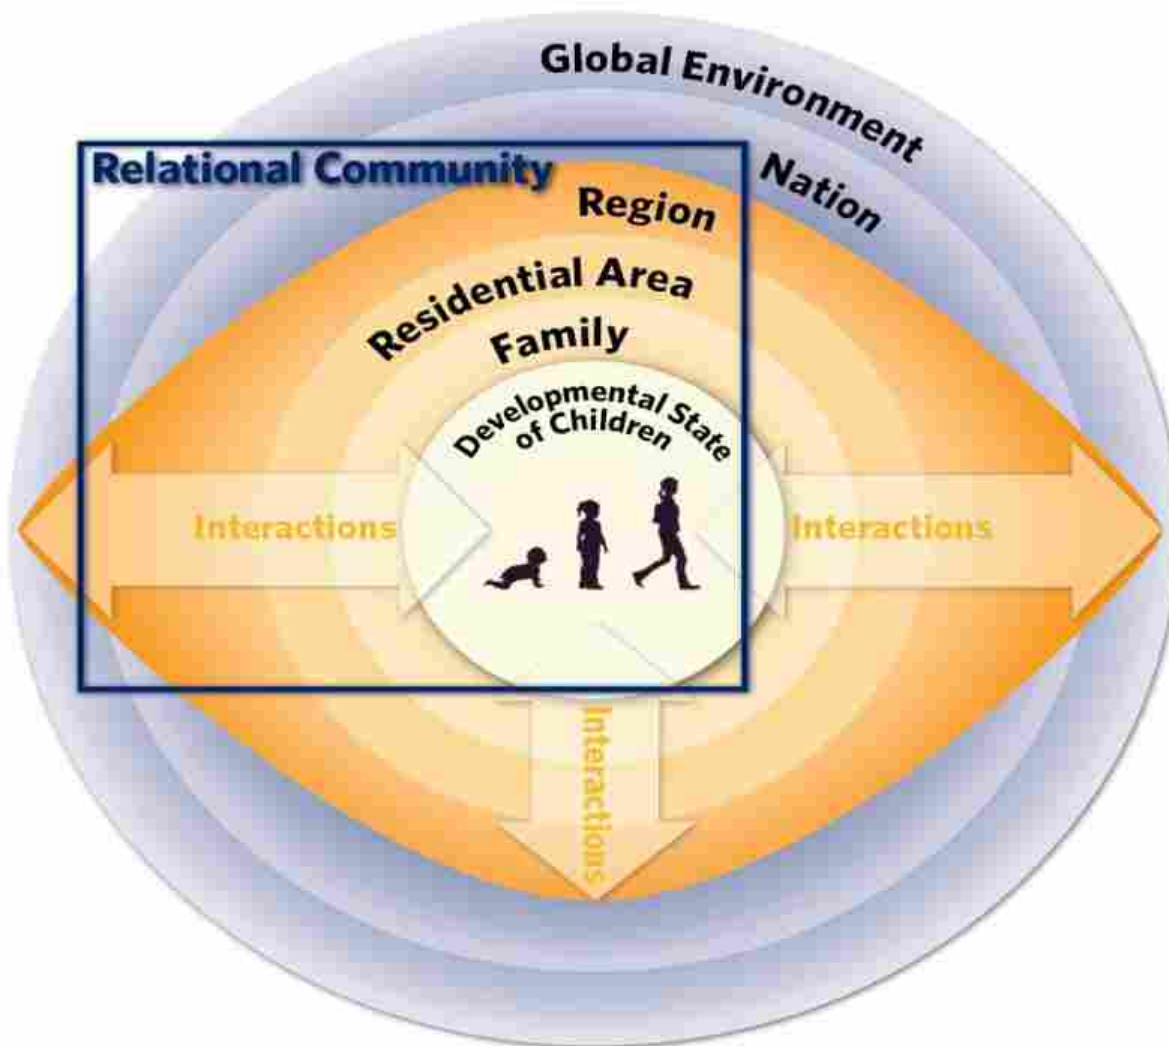 Global Environment
Nation
Relational Community
Region
Residential Area
Family
Developmental State
of Children
Interactions
Interactions
Interactions